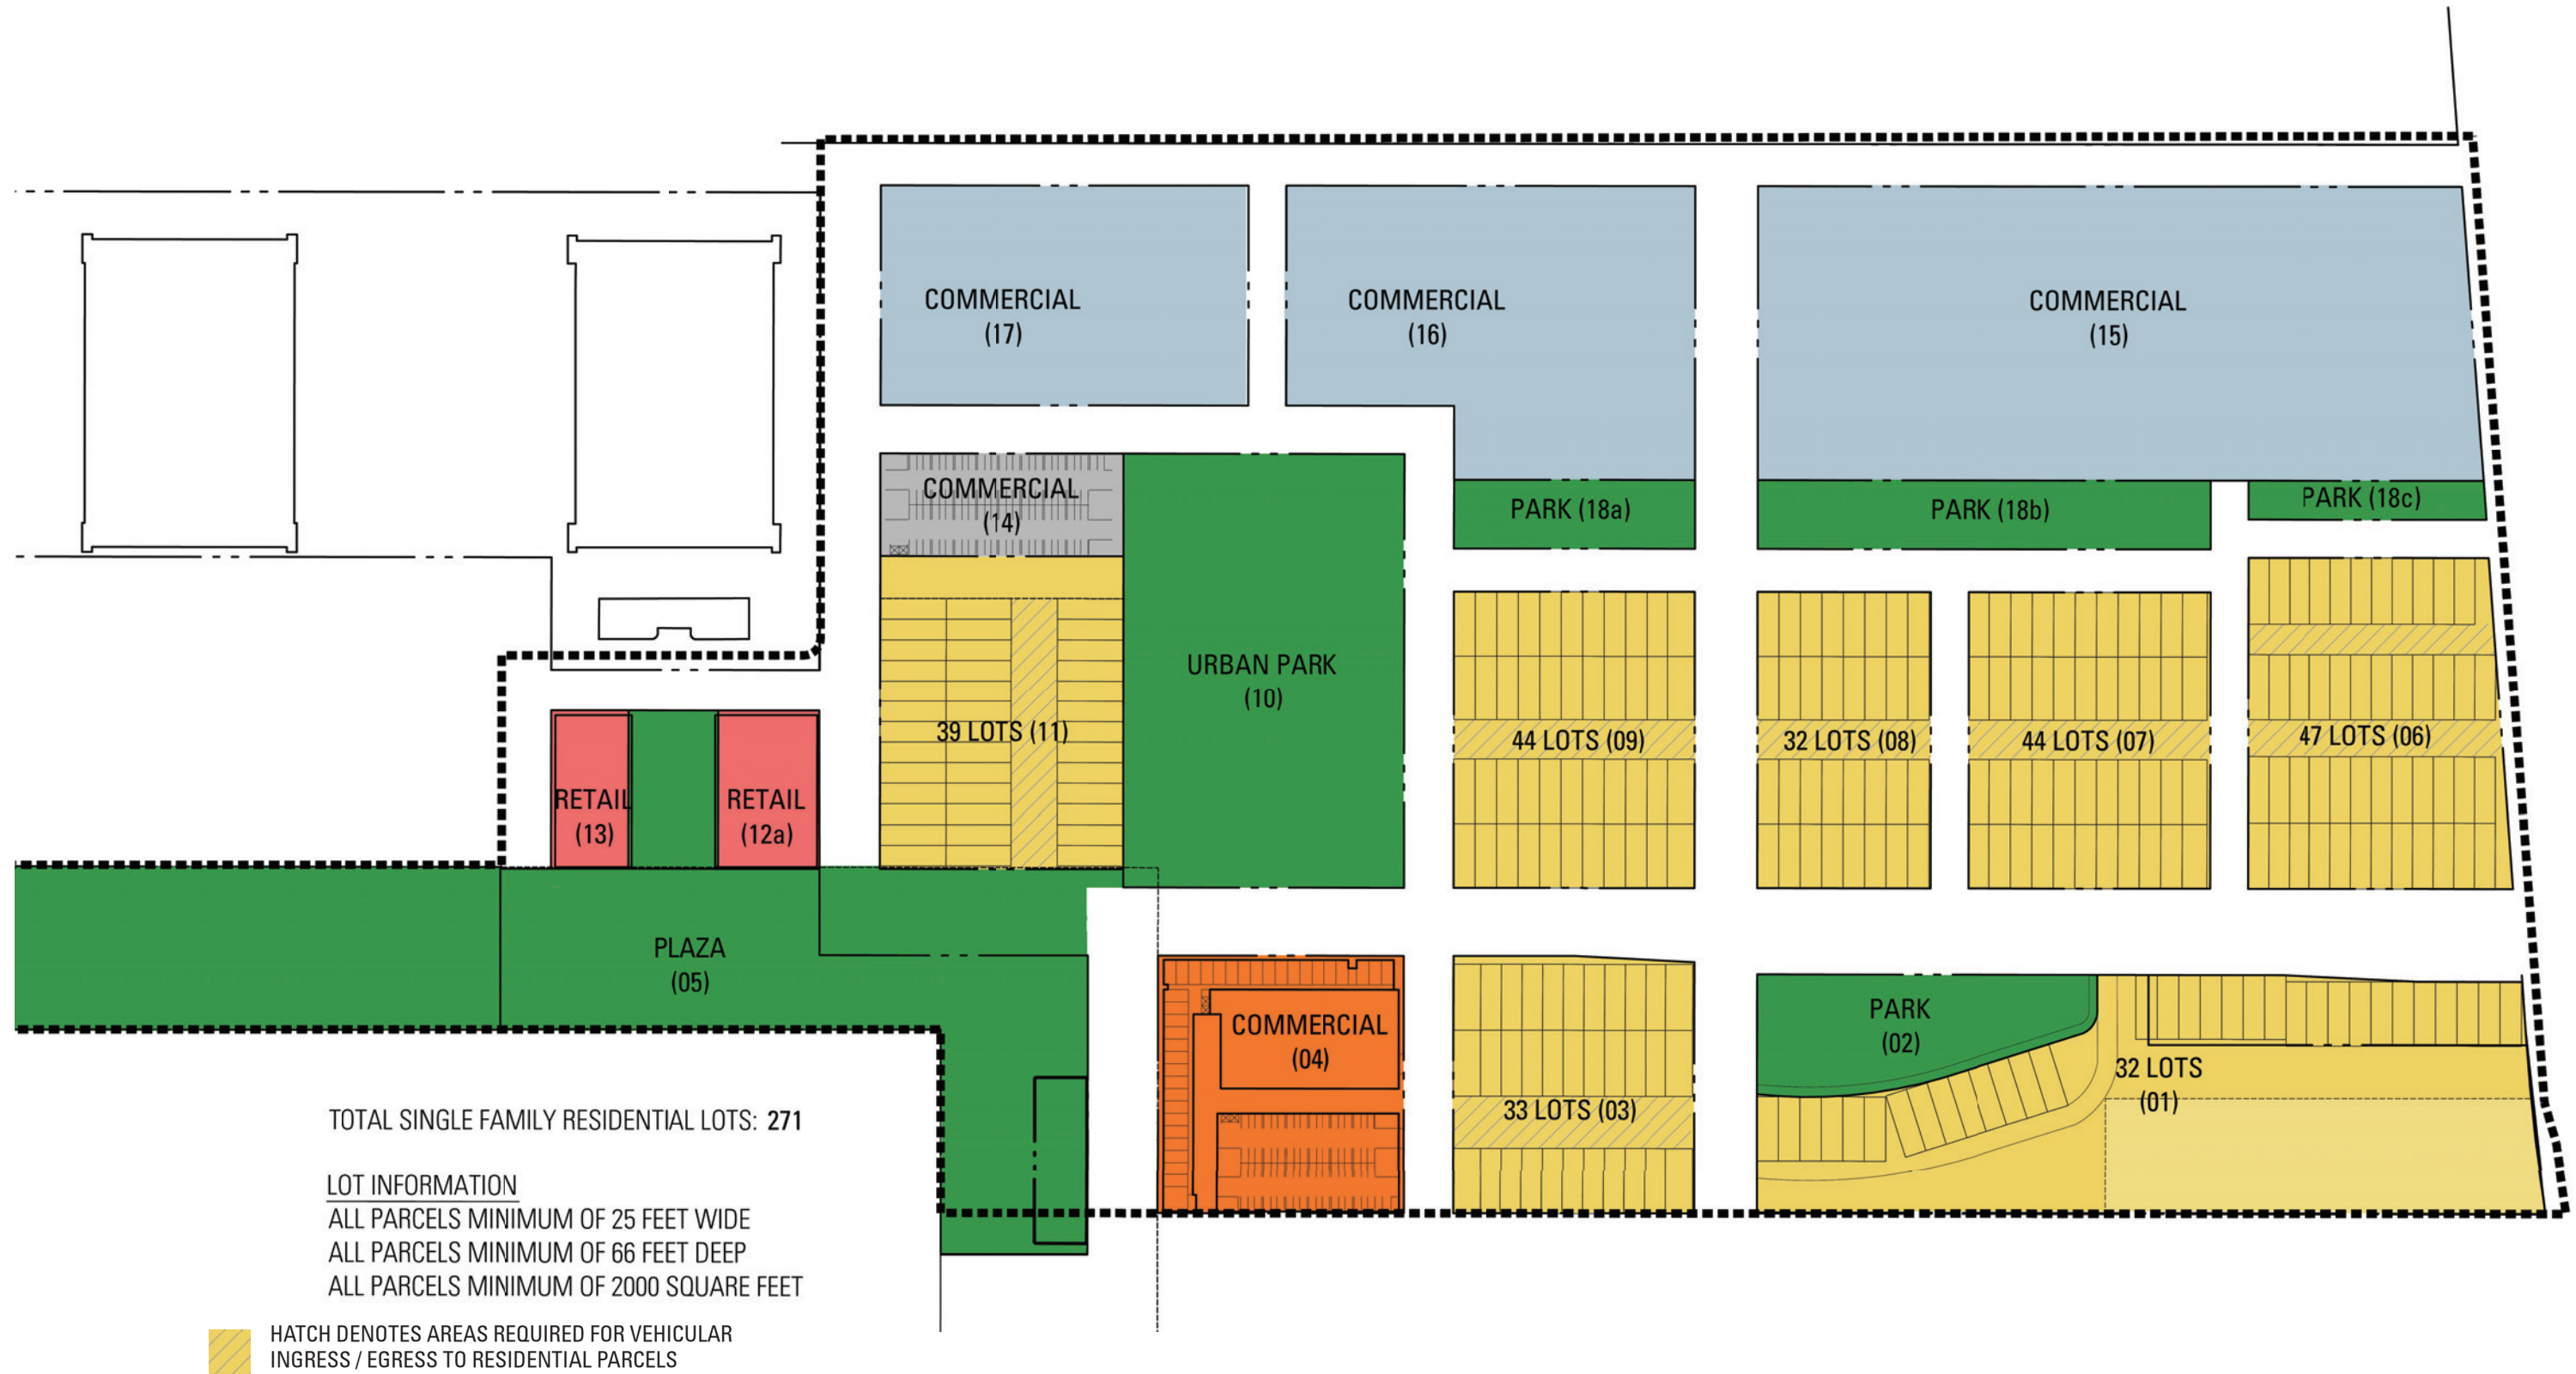 COMMERCIAL
(17)
COMMERCIAL
(16)
COMMERCIAL
(15)
COMMERCIAL
(14)
PARK (18a)
PARK (18b)
PARK (18c)
URBAN PARK
(10)
39 LOTS (11)
44 LOTS (09)
32 LOTS (08)
44 LOTS (07)
47 LOTS (06)
RETAIL
(13)
RETAIL
(12a)
PLAZA
(05)
COMMERCIAL
(04)
33 LOTS (03)
PARK
(02)
32 LOTS
(01)
TOTAL SINGLE FAMILY RESIDENTIAL LOTS: 271
LOT INFORMATION
ALL PARCELS MINIMUM OF 25 FEET WIDE
ALL PARCELS MINIMUM OF 66 FEET DEEP
ALL PARCELS MINIMUM OF 2000 SQUARE FEET
HATCH DENOTES AREAS REQUIRED FOR VEHICULAR
INGRESS / EGRESS TO RESIDENTIAL PARCELS